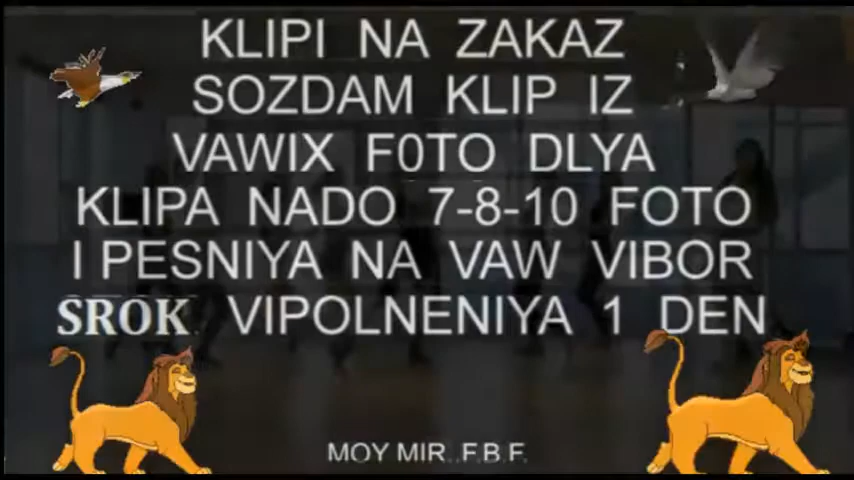 KLIPI NA ZAKAZ
SOZDAM KLIP IZ
VAWIX F0TO DLYA
KLIPA NADO 7-8-10 FOTO
I PESNIYA NA VAW VIBOR
SROK VIPOLNENIYA 1 DEN
MOY MIR..F.B.F.